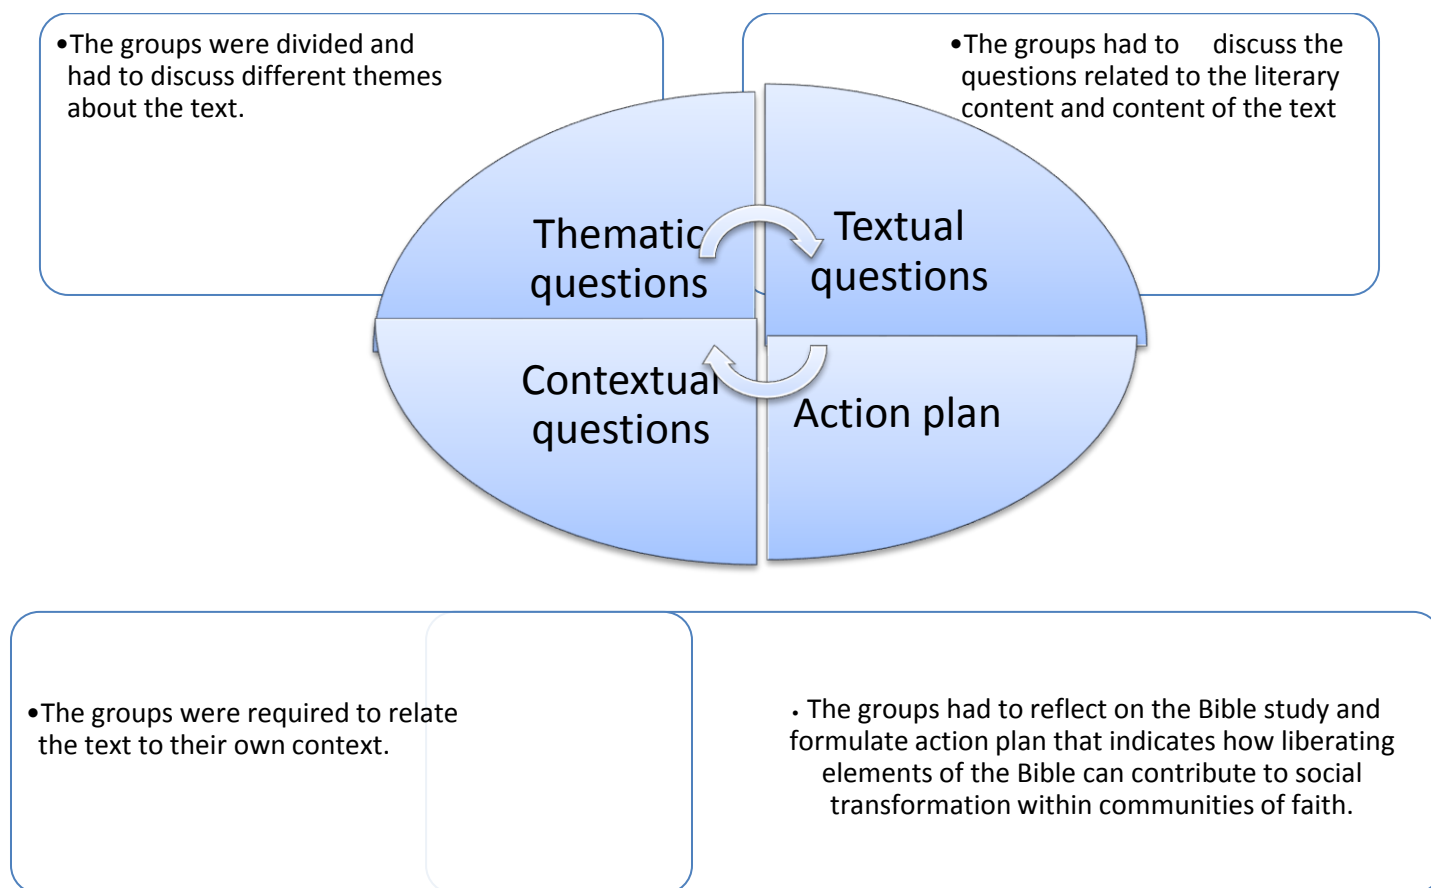 •The groups were divided and
had to discuss different themes
about the text.
•The groups had to discuss the
questions related to the literary
content and content of the text
Thematic
questions
Textual
questions
Contextual
questions
Action plan
•The groups were required to relate
the text to their own context.
• The groups had to reflect on the Bible study and
formulate action plan that indicates how liberating
elements of the Bible can contribute to social
transformation within communities of faith.